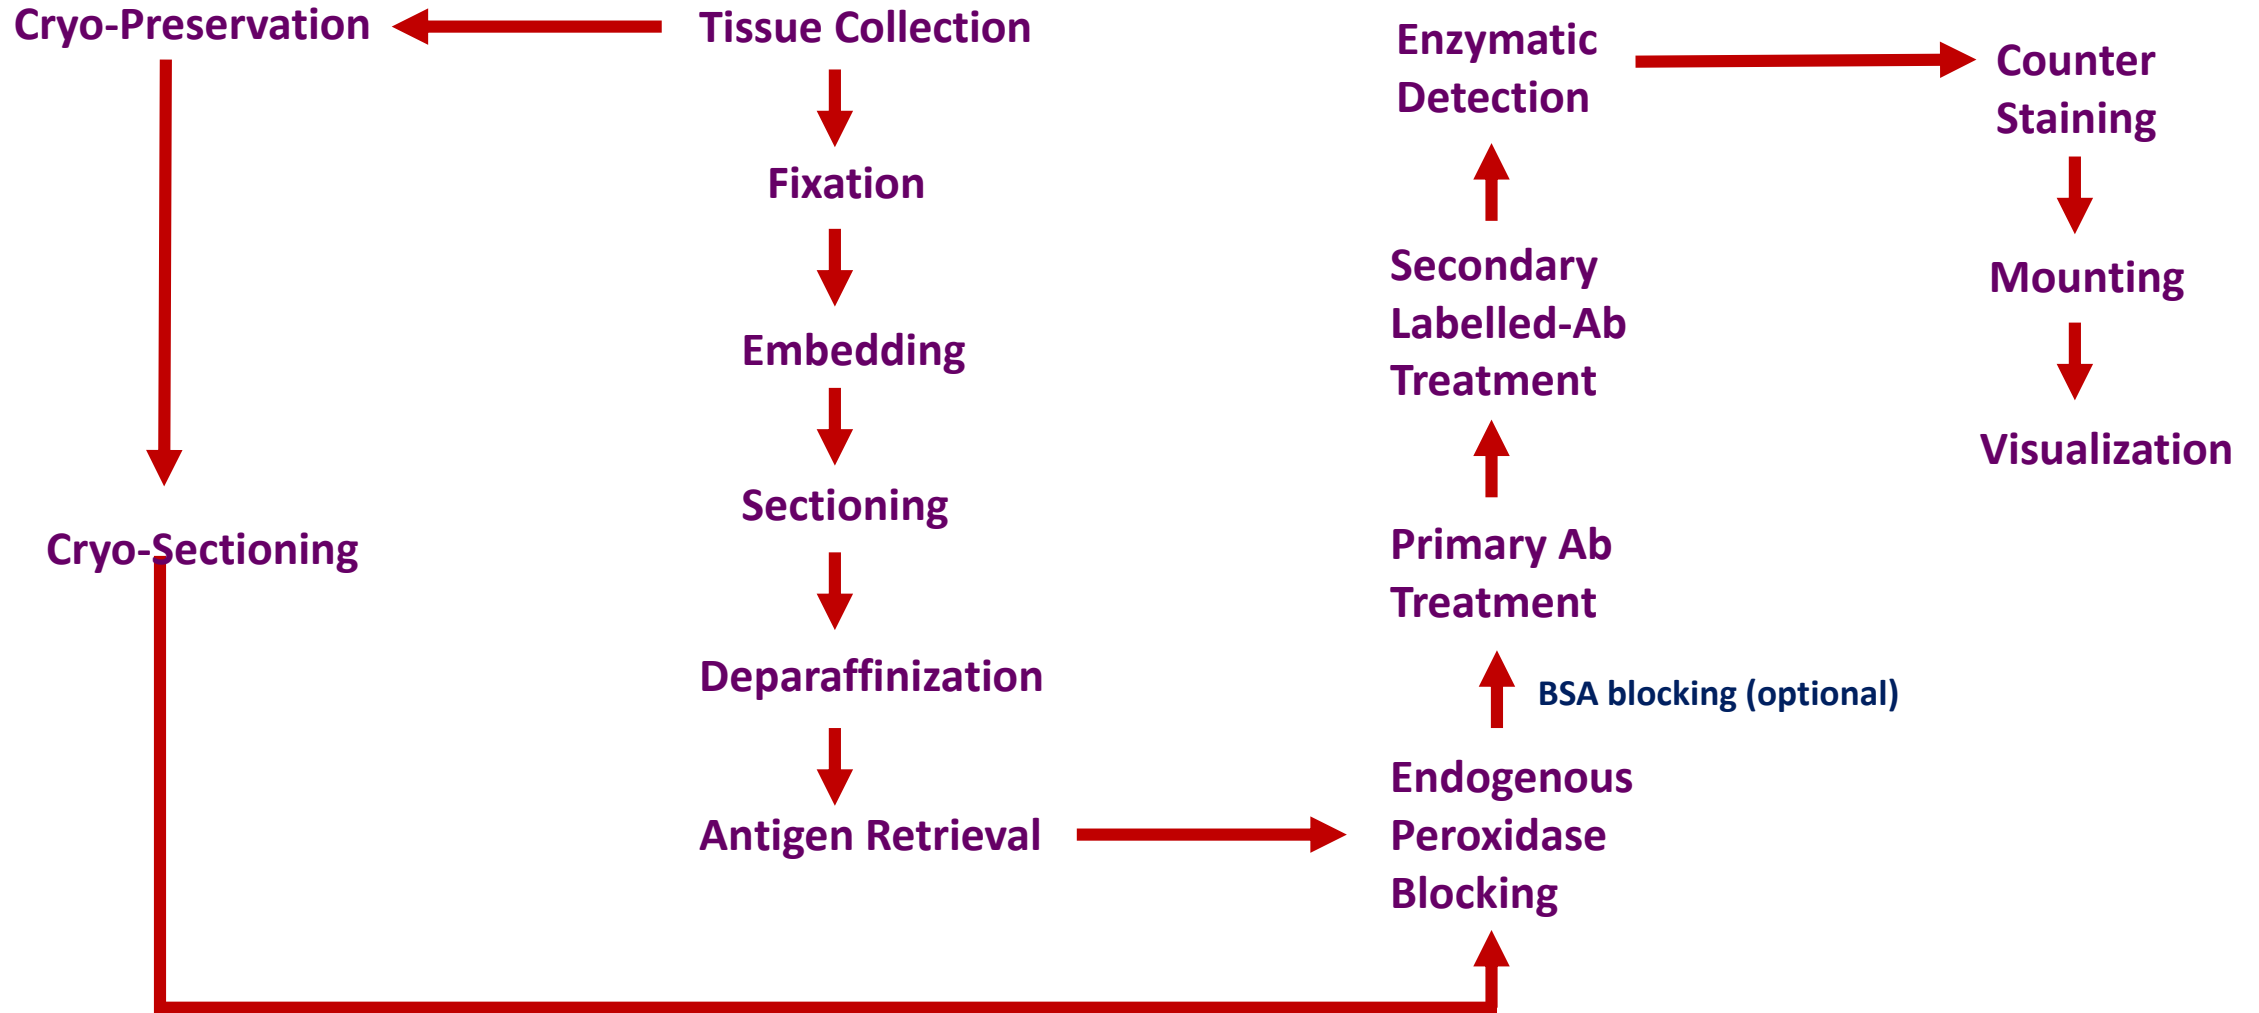 Cryo-Preservation
Tissue Collection
Fixation
Embedding
Sectioning
Deparaffinization
Antigen Retrieval
Cryo-Sectioning
Endogenous
Peroxidase
Blocking
BSA blocking (optional)
Primary Ab
Treatment
Secondary
Labelled-Ab
Treatment
Enzymatic
Detection
Counter
Staining
Mounting
Visualization